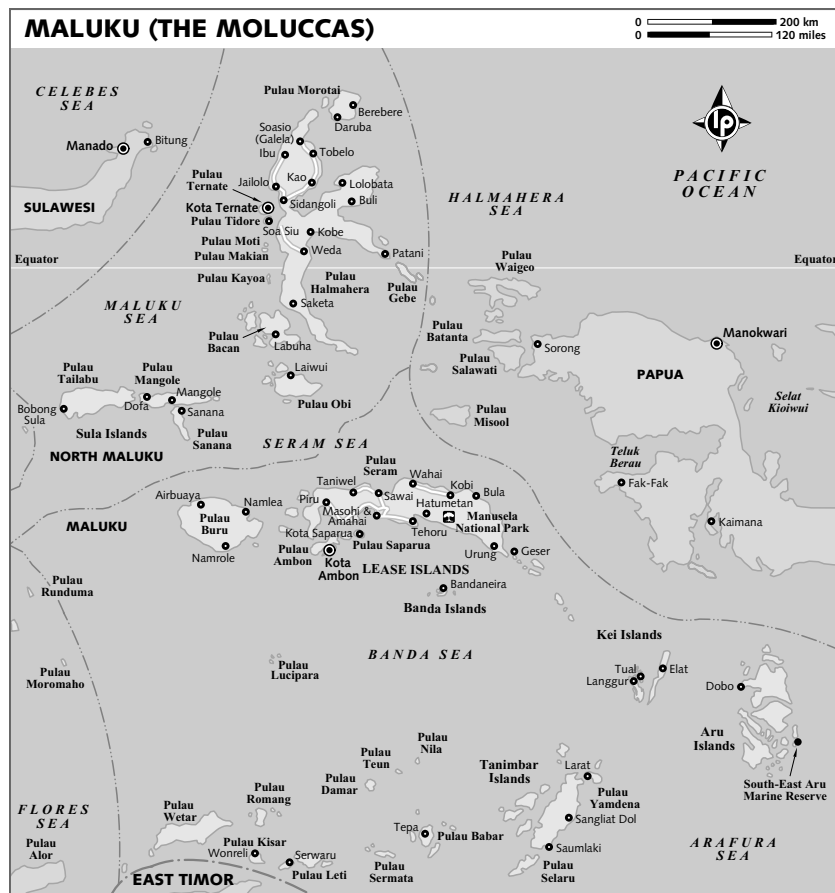 MALUKU (THE MOLUCCAS)
0 200 km
0 120 miles
CELEBES
SEA
Pulau Morotai
Berebere
Daruba
Manado
Bitung
Soasio
(Galela)
Ibu
Tobelo
lp
PACIFIC
OCEAN
Pulau
Ternate
Jailolo
Kao
Lolobata
Buli
HALMAHERA
SEA
SULAWESI
Kota Ternate
Sidangoli
Pulau Tidore
Soa Siu
Kobe
Pulau Moti
Pulau Makian
Weda
Patani
Equator
Equator
Pulau
Waigeo
Pulau Kayoa
Pulau
Halmahera
Pulau
Gebe
MALUKU
SEA
Saketa
Pulau
Bacan
Labuha
Pulau
Batanta
Sorong
Manokwari
Pulau
Salawati
PAPUA
Laiwui
Pulau
Tailabu
Pulau
Mangole
Mangole
Dofa
Bobong
Sula
Sanana
Pulau Obi
Sula Islands
Pulau
Sanana
Pulau
Misool
Selat
Kioiwui
NORTH MALUKU
SERAM SEA
Teluk
Berau
Pulau
Seram
Wahai
Taniwel
Kobi
Bula
Sawai
Fak-Fak
Airbuaya
Namlea
Piru
Hatumetan
Masohi &
Amahai
Manusela
National Park
MALUKU
Pulau
Buru
Kota Saparua
Tehoru
Kaimana
Pulau Saparua
Namrole
Pulau
Ambon
Kota
Ambon
Urung
Geser
LEASE ISLANDS
Pulau
Runduma
Bandaneira
Banda Islands
Kei Islands
BANDA SEA
Pulau
Moromaho
Pulau
Lucipara
Tual
Langgur
Elat
Dobo
Aru
Islands
Pulau
Nila
Pulau
Teun
Tanimbar
Islands
Larat
Pulau
Damar
Pulau
Yamdena
South-East Aru
Marine Reserve
FLORES
SEA
Pulau
Wetar
Pulau
Romang
Tepa
Pulau Babar
Sangliat Dol
Pulau Kisar
Wonreli
Serwaru
Saumlaki
ARAFURA
SEA
Pulau
Alor
Pulau Leti
Pulau
Sermata
Pulau
Selaru
EAST TIMOR